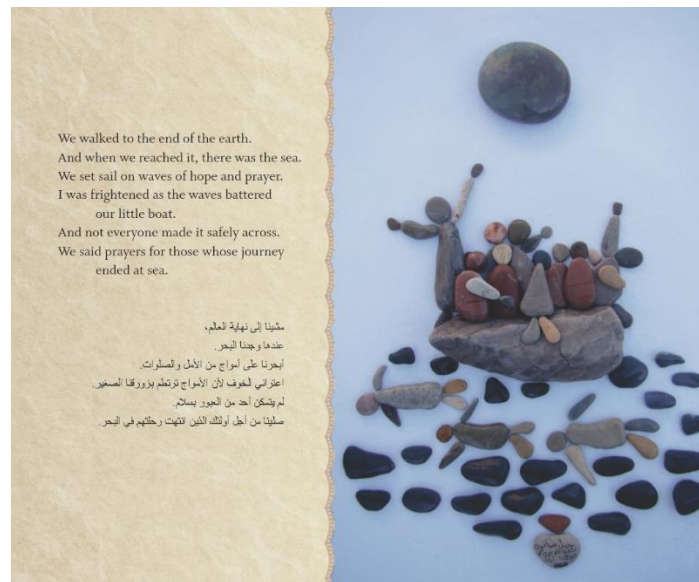 We walked to the end of the earth.
And when we reached it, there was the sea.
We set sail on waves of hope and prayer.
I was frightened as the waves battered
our little boat.
And not everyone made it safely across.
We said prayers for those whose journey
ended at sea.
مشينا إلى نهاية العالم،
عندها وجدنا البحر.
أبحرنا على أمواج من الأمل والصلوات.
اعتراني الخوف لأن الأمواج ترتطم بزورقنا الصغير.
لم يتمكن أحد من العبور بسلام.
صلينا من أجل أولئك الذين انتهت رحلتهم في البحر.